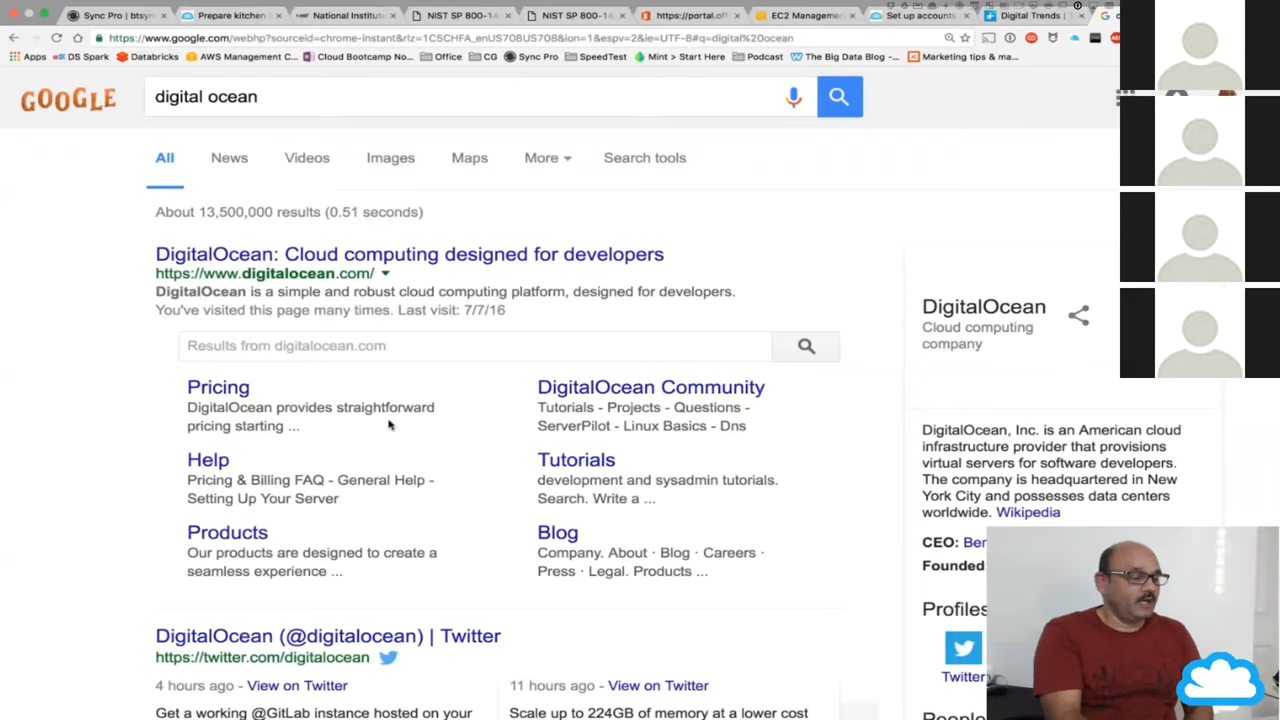 Sync Pro | btsyn
Prepare kitchen
National Institut
NIST SP 800-14
NIST SP 800-14
https://portal.off
EC2 Managemen
Set up accounts
Digital Trends | T
https://www.google.com/webhp?sourceid=chrome-instant&rlz=1C5CHFA_enUS708US708&ion=1&espv=2&ie=UTF-8#q=digital%20ocean
Apps DS Spark Databricks AWS Management C... Cloud Bootcamp No... Office CG Sync Pro SpeedTest Mint > Start Here Podcast The Big Data Blog -... Marketing tips & ma...
GOOGLE
digital ocean
All News Videos Images Maps More Search tools
About 13,500,000 results (0.51 seconds)
DigitalOcean: Cloud computing designed for developers
https://www.digitalocean.com/
DigitalOcean is a simple and robust cloud computing platform, designed for developers.
You've visited this page many times. Last visit: 7/7/16
Results from digitalocean.com
Pricing
DigitalOcean provides straightforward
pricing starting ...
DigitalOcean Community
Tutorials - Projects - Questions -
ServerPilot - Linux Basics - Dns
Help
Pricing & Billing FAQ - General Help -
Setting Up Your Server
Tutorials
development and sysadmin tutorials.
Search. Write a ...
Products
Our products are designed to create a
seamless experience ...
Blog
Company. About · Blog · Careers ·
Press · Legal. Products ...
DigitalOcean (@digitalocean) | Twitter
https://twitter.com/digitalocean
4 hours ago - View on Twitter
Get a working @GitLab instance hosted on your
11 hours ago - View on Twitter
Scale up to 224GB of memory at a lower cost
DigitalOcean
Cloud computing
company
DigitalOcean, Inc. is an American cloud
infrastructure provider that provisions
virtual servers for software developers.
The company is headquartered in New
York City and possesses data centers
worldwide. Wikipedia
CEO: Ber
Founded
Profiles
Twitter